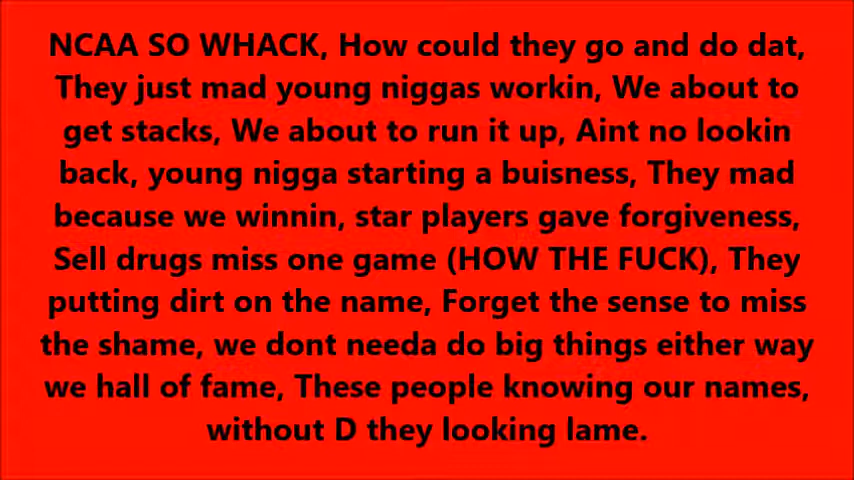 NCAA SO WHACK, How could they go and do dat,
They just mad young niggas workin, We about to
get stacks, We about to run it up, Aint no lookin
back, young nigga starting a buisness, They mad
because we winnin, star players gave forgiveness,
Sell drugs miss one game (HOW THE FUCK), They
putting dirt on the name, Forget the sense to miss
the shame, we dont needa do big things either way
we hall of fame, These people knowing our names,
without D they looking lame.